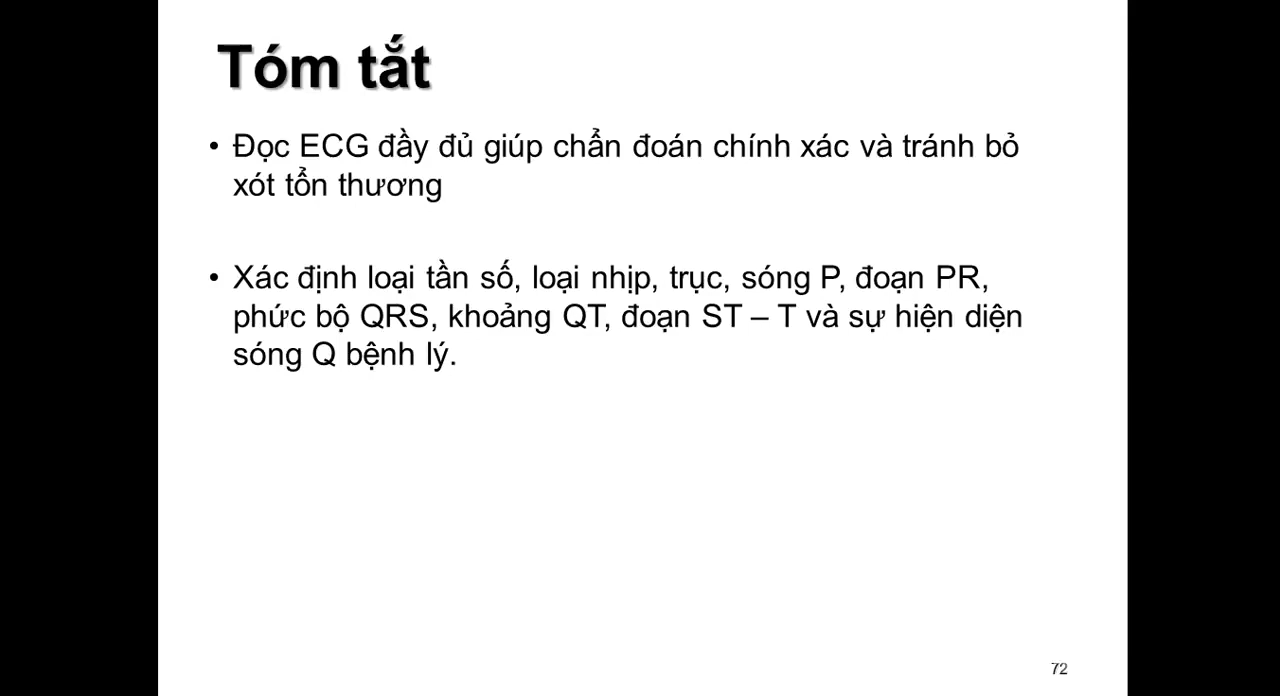 Tóm tắt
• Đọc ECG đầy đủ giúp chẩn đoán chính xác và tránh bỏ
xót tổn thương
• Xác định loại tần số, loại nhịp, trục, sóng P, đoạn PR,
phức bộ QRS, khoảng QT, đoạn ST – T và sự hiện diện
sóng Q bệnh lý.
72